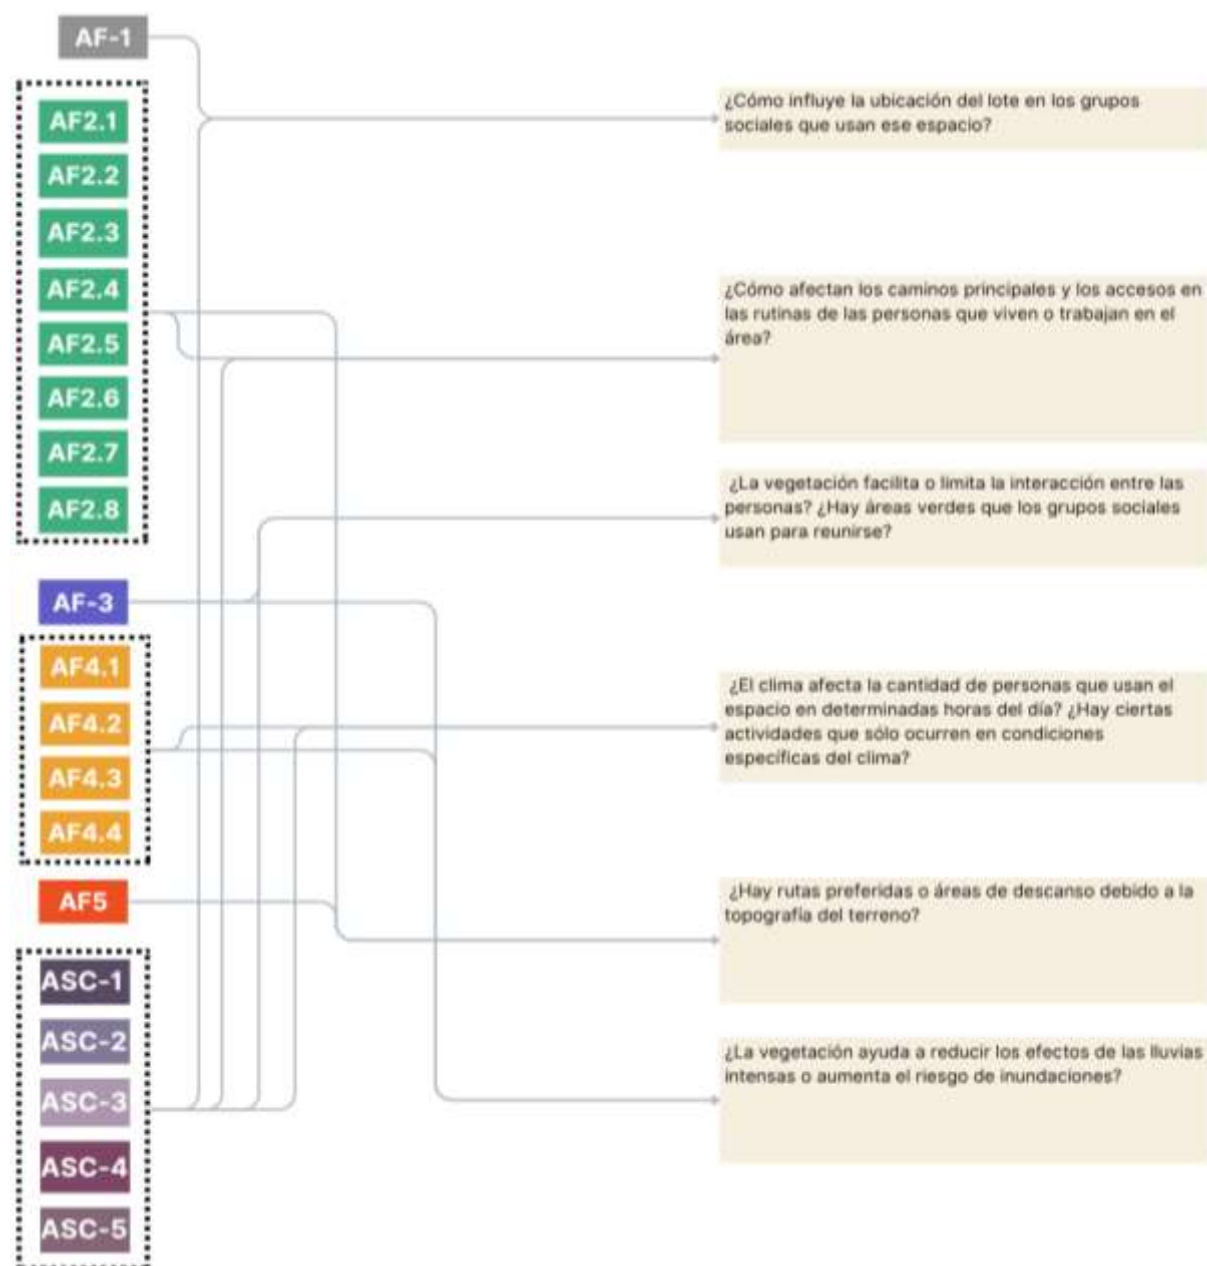 AF-1
AF2.1
AF2.2
AF2.3
AF2.4
AF2.5
AF2.6
AF2.7
AF2.8
AF-3
AF4.1
AF4.2
AF4.3
AF4.4
AF5
ASC-1
ASC-2
ASC-3
ASC-4
ASC-5
¿Cómo influye la ubicación del lote en los grupos
sociales que usan ese espacio?
¿Cómo afectan los caminos principales y los accesos en
las rutinas de las personas que viven o trabajan en el
área?
¿La vegetación facilita o limita la interacción entre las
personas? ¿Hay áreas verdes que los grupos sociales
usan para reunirse?
¿El clima afecta la cantidad de personas que usan el
espacio en determinadas horas del día? ¿Hay ciertas
actividades que sólo ocurren en condiciones
específicas del clima?
¿Hay rutas preferidas o áreas de descanso debido a la
topografía del terreno?
¿La vegetación ayuda a reducir los efectos de las lluvias
intensas o aumenta el riesgo de inundaciones?